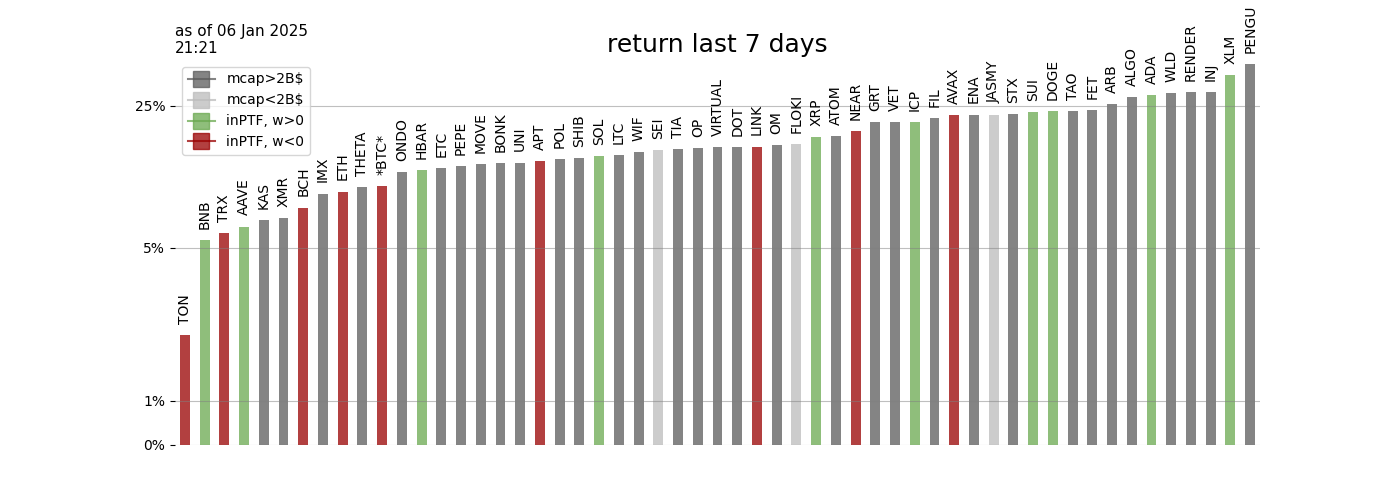 as of 06 Jan 2025
21:21
return last 7 days
mcap>2B$
mcap<2B$
inPTF, w>0
inPTF, w<0
25%
5%
1%
0%
TON
BNB
TRX
AAVE
KAS
XMR
BCH
IMX
ETH
THETA
*BTC*
ONDO
HBAR
ETC
PEPE
MOVE
BONK
UNI
APT
POL
SHIB
SOL
LTC
WIF
SEI
TIA
OP
VIRTUAL
DOT
LINK
OM
FLOKI
XRP
ATOM
NEAR
GRT
VET
ICP
FIL
AVAX
ENA
JASMY
STX
SUI
DOGE
TAO
FET
ARB
ALGO
ADA
WLD
RENDER
INJ
XLM
PENGU